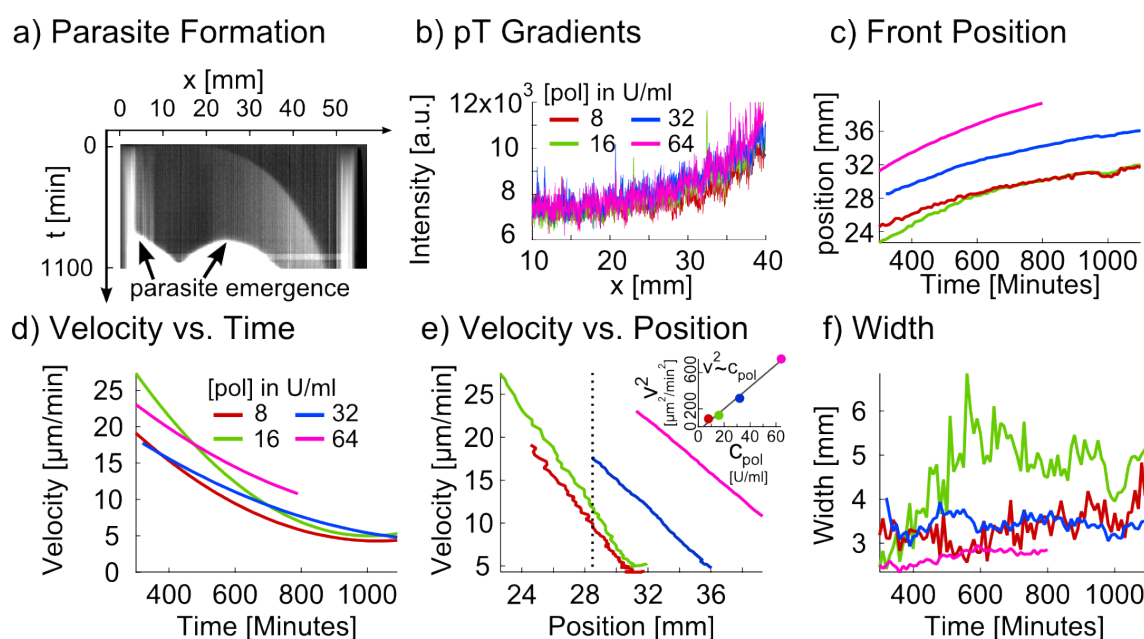 a) Parasite Formation
x [mm]
0 10 20 30 40 50
0
t [min]
1100
parasite emergence
b) pT Gradients
12x10³
10
8
6
Intensity [a.u.]
[pol] in U/ml
8 32
16 64
10 20 30 40
x [mm]
c) Front Position
36
32
28
24
position [mm]
400 600 800 1000
Time [Minutes]
d) Velocity vs. Time
25
20
15
10
5
0
Velocity [µm/min]
[pol] in U/ml
8 32
16 64
400 600 800 1000
Time [Minutes]
e) Velocity vs. Position
25
20
15
10
5
Velocity [µm/min]
24 28 32 36
Position [mm]
v²~c_pol
v²
[µm²/min²]
600
200
0
0 20 40 60
C_pol
[U/ml]
f) Width
6
5
4
3
Width [mm]
400 600 800 1000
Time [Minutes]